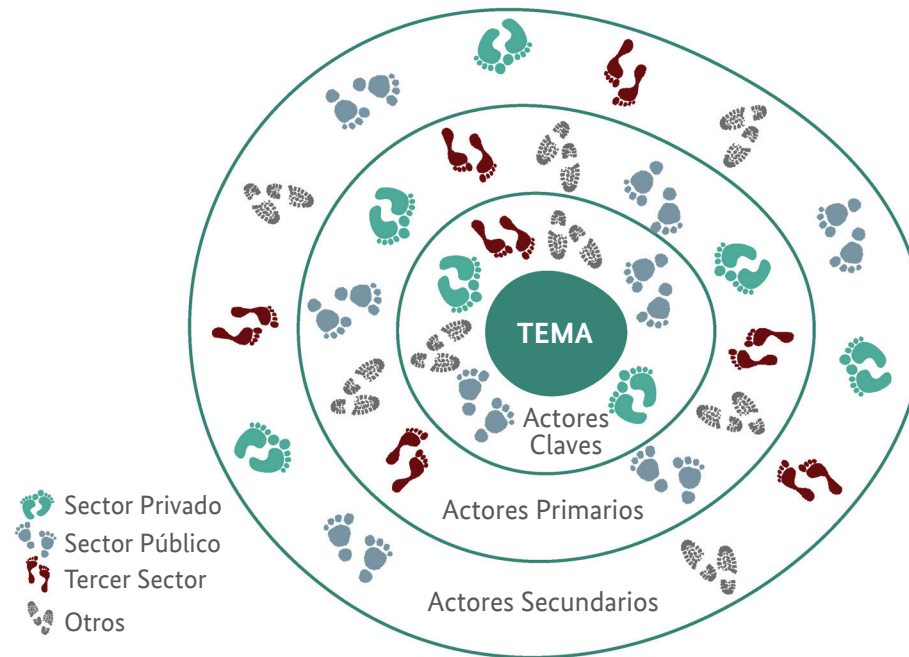 TEMA
Actores
Claves
Actores Primarios
Actores Secundarios
Sector Privado
Sector Público
Tercer Sector
Otros